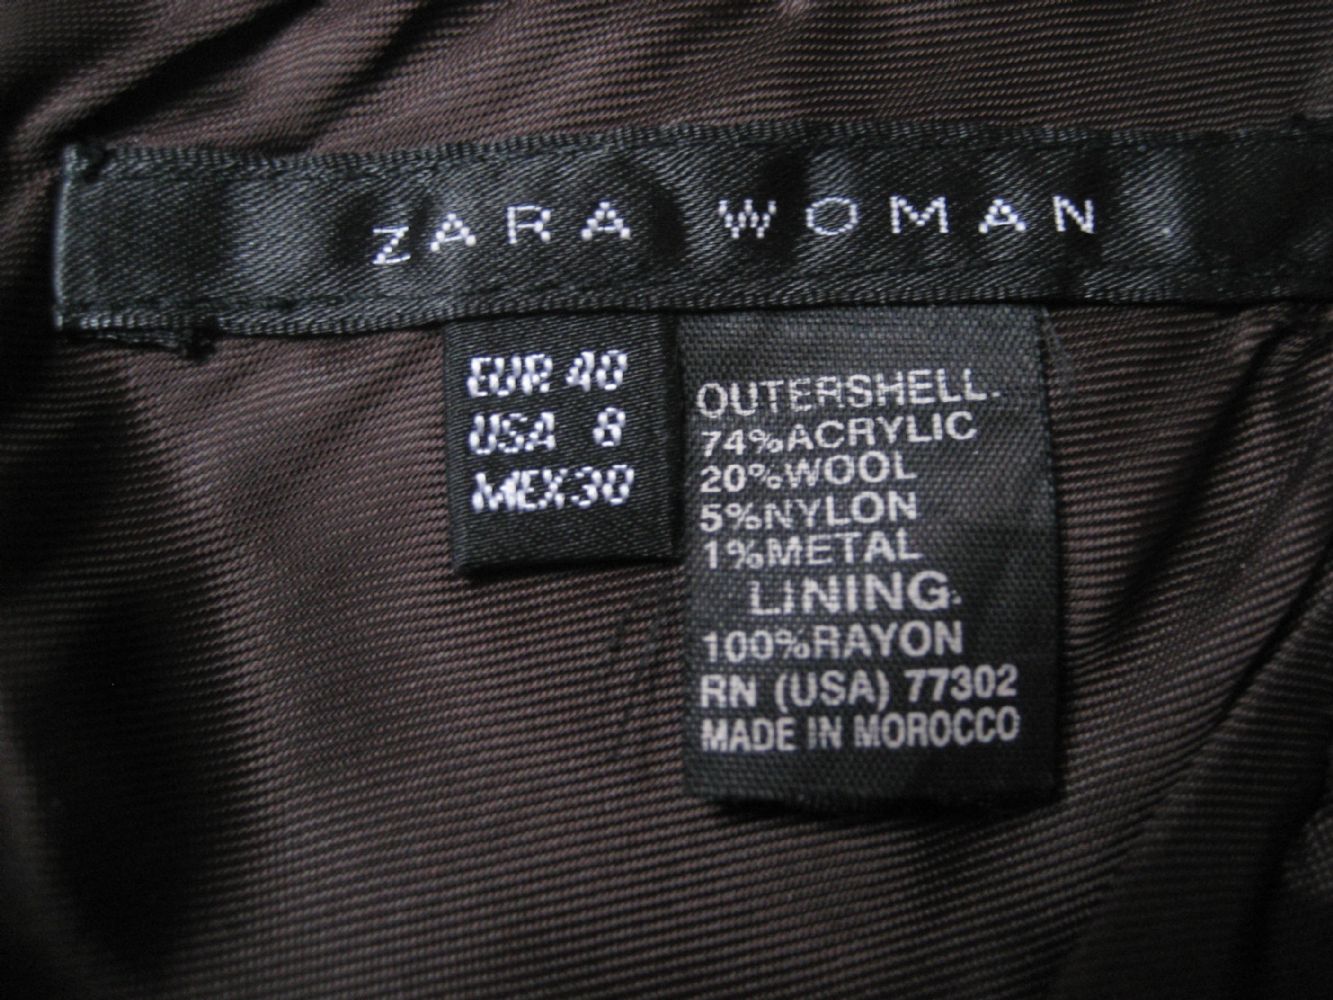 ZARA WOMAN
EUR 40
USA 8
MEX 30
OUTERSHELL.
74%ACRYLIC
20%WOOL
5%NYLON
1%METAL
LINING.
100%RAYON
RN (USA) 77302
MADE IN MOROCCO